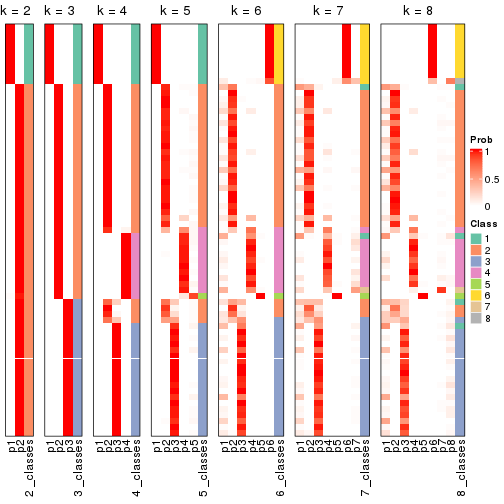 k = 2 k = 3 k = 4 k = 5 k = 6 k = 7 k = 8
Prob
1
0.5
0
Class
1
2
3
4
5
6
7
8
p1 p2 2_classes p1 p2 p3 3_classes p1 p2 p3 p4 4_classes p1 p2 p3 p4 p5 5_classes p1 p2 p3 p4 p5 p6 6_classes p1 p2 p3 p4 p5 p6 p7 7_classes p1 p2 p3 p4 p5 p6 p7 p8 8_classes